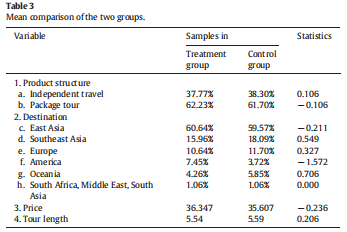 Table 3
Mean comparison of the two groups.
Variable Samples in Statistics
Treatment group Control group
1. Product structure
a. Independent travel 37.77% 38.30% 0.106
b. Package tour 62.23% 61.70% −0.106
2. Destination
c. East Asia 60.64% 59.57% −0.211
d. Southeast Asia 15.96% 18.09% 0.549
e. Europe 10.64% 11.70% 0.327
f. America 7.45% 3.72% −1.572
g. Oceania 4.26% 5.85% 0.706
h. South Africa, Middle East, South 1.06% 1.06% 0.000
Asia
3. Price 36.347 35.607 −0.236
4. Tour length 5.54 5.59 0.206